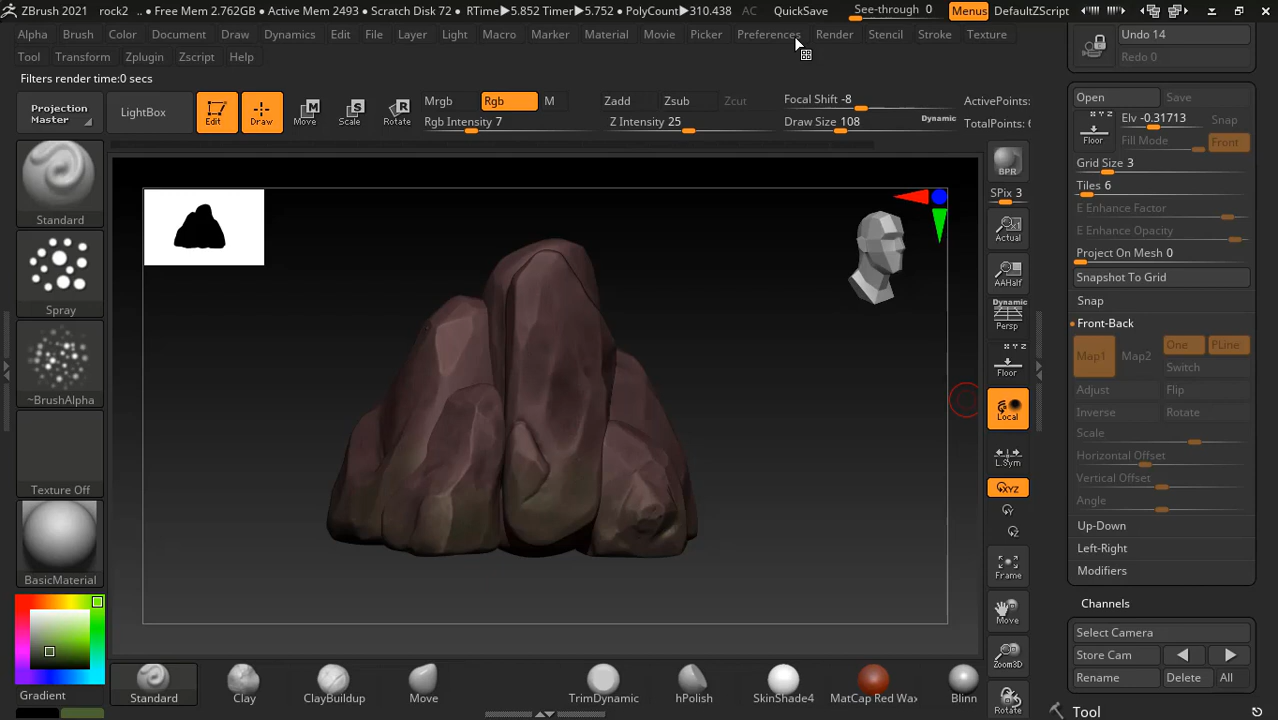 ZBrush 2021 rock2 • Free Mem 2.762GB • Active Mem 2493 • Scratch Disk 72 • RTime▸5.852 Timer▸5.752 • PolyCount▸310.438 AC QuickSave See-through 0 Menus DefaultZScript
Alpha Brush Color Document Draw Dynamics Edit File Layer Light Macro Marker Material Movie Picker Preferences Render Stencil Stroke Texture
Tool Transform Zplugin Zscript Help
Filters render time:0 secs
Projection Master
LightBox
Edit
Draw
Move
Scale
Rotate
Mrgb Rgb M
Rgb Intensity 7
Zadd Zsub Zcut
Z Intensity 25
Focal Shift -8
Draw Size 108
Dynamic
ActivePoints:
TotalPoints: 6
Standard
Spray
~BrushAlpha
Texture Off
BasicMaterial
Gradient
BPR
SPix 3
Actual
AAHalf
Dynamic
Persp
X Y Z
Floor
Local
L.Sym
XYZ
Y
Z
Frame
Move
Zoom3D
Rotate
Standard Clay ClayBuildup Move TrimDynamic hPolish SkinShade4 MatCap Red Wax Blinn
Undo 14
Redo 0
Open Save
X Y Z
Floor
Elv -0.31713 Snap
Fill Mode Front
Grid Size 3
Tiles 6
E Enhance Factor
E Enhance Opacity
Project On Mesh 0
Snapshot To Grid
Snap
Front-Back
Map1 Map2 One PLine
Switch
Adjust Flip
Inverse Rotate
Scale
Horizontal Offset
Vertical Offset
Angle
Up-Down
Left-Right
Modifiers
Channels
Select Camera
Store Cam
Rename Delete All
Tool